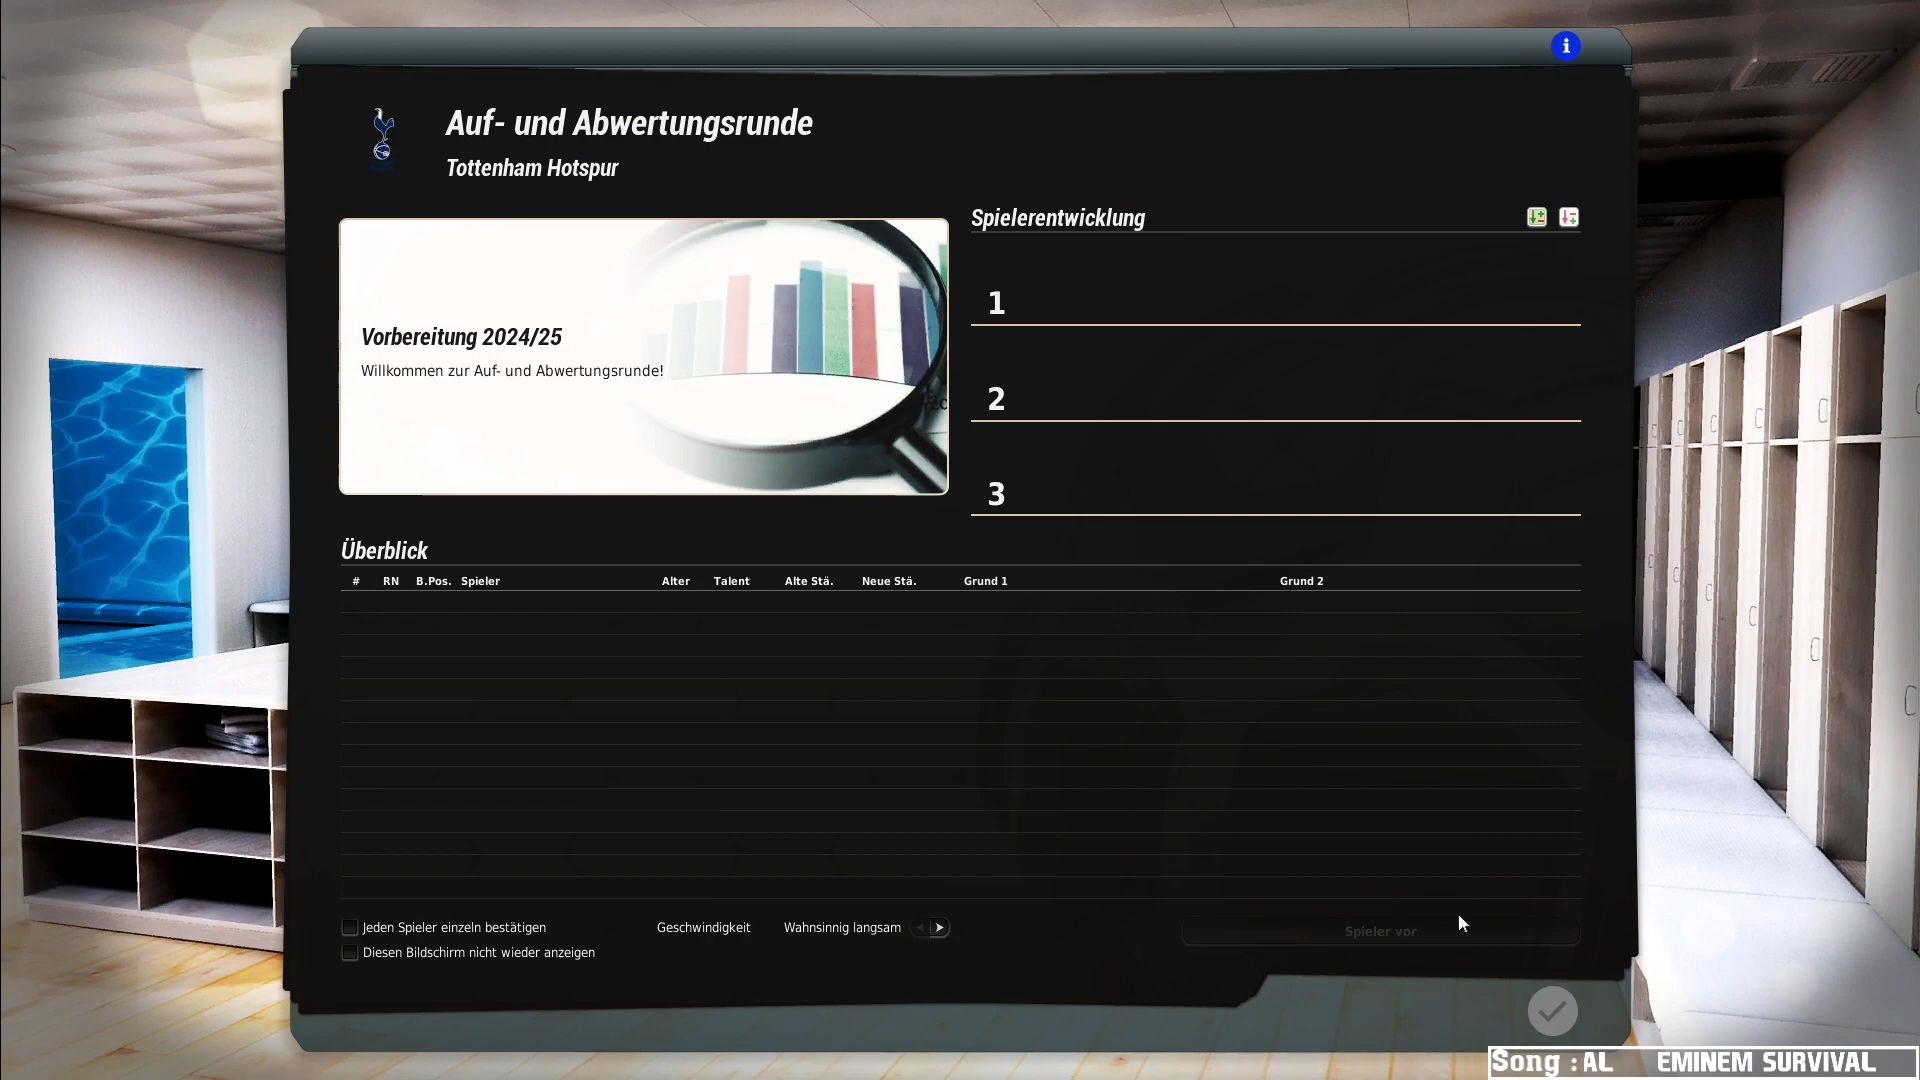 Auf- und Abwertungsrunde
Tottenham Hotspur
Vorbereitung 2024/25
Willkommen zur Auf- und Abwertungsrunde!
Spielerentwicklung
1
2
3
Überblick
# RN B.Pos. Spieler Alter Talent Alte Stä. Neue Stä. Grund 1 Grund 2
Jeden Spieler einzeln bestätigen
Geschwindigkeit Wahnsinnig langsam
Diesen Bildschirm nicht wieder anzeigen
Spieler vor
Song :AL EMINEM SURVIVAL